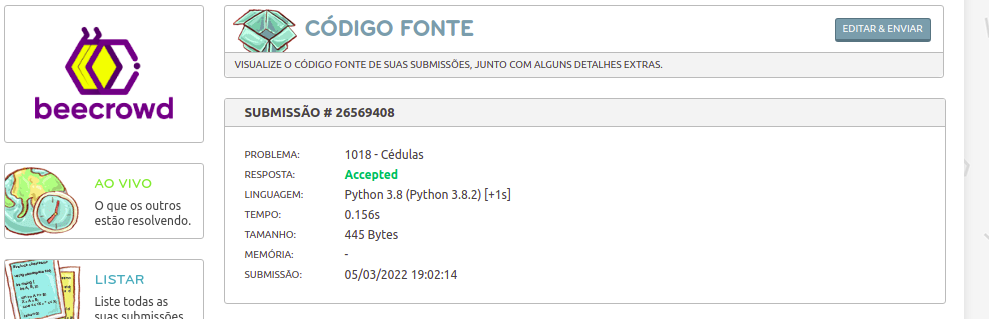 beecrowd
AO VIVO
O que os outros
estão resolvendo.
LISTAR
Liste todas as
suas submissões
CÓDIGO FONTE
EDITAR & ENVIAR
VISUALIZE O CÓDIGO FONTE DE SUAS SUBMISSÕES, JUNTO COM ALGUNS DETALHES EXTRAS.
SUBMISSÃO # 26569408
PROBLEMA: 1018 - Cédulas
RESPOSTA: Accepted
LINGUAGEM: Python 3.8 (Python 3.8.2) [+1s]
TEMPO: 0.156s
TAMANHO: 445 Bytes
MEMÓRIA: -
SUBMISSÃO: 05/03/2022 19:02:14